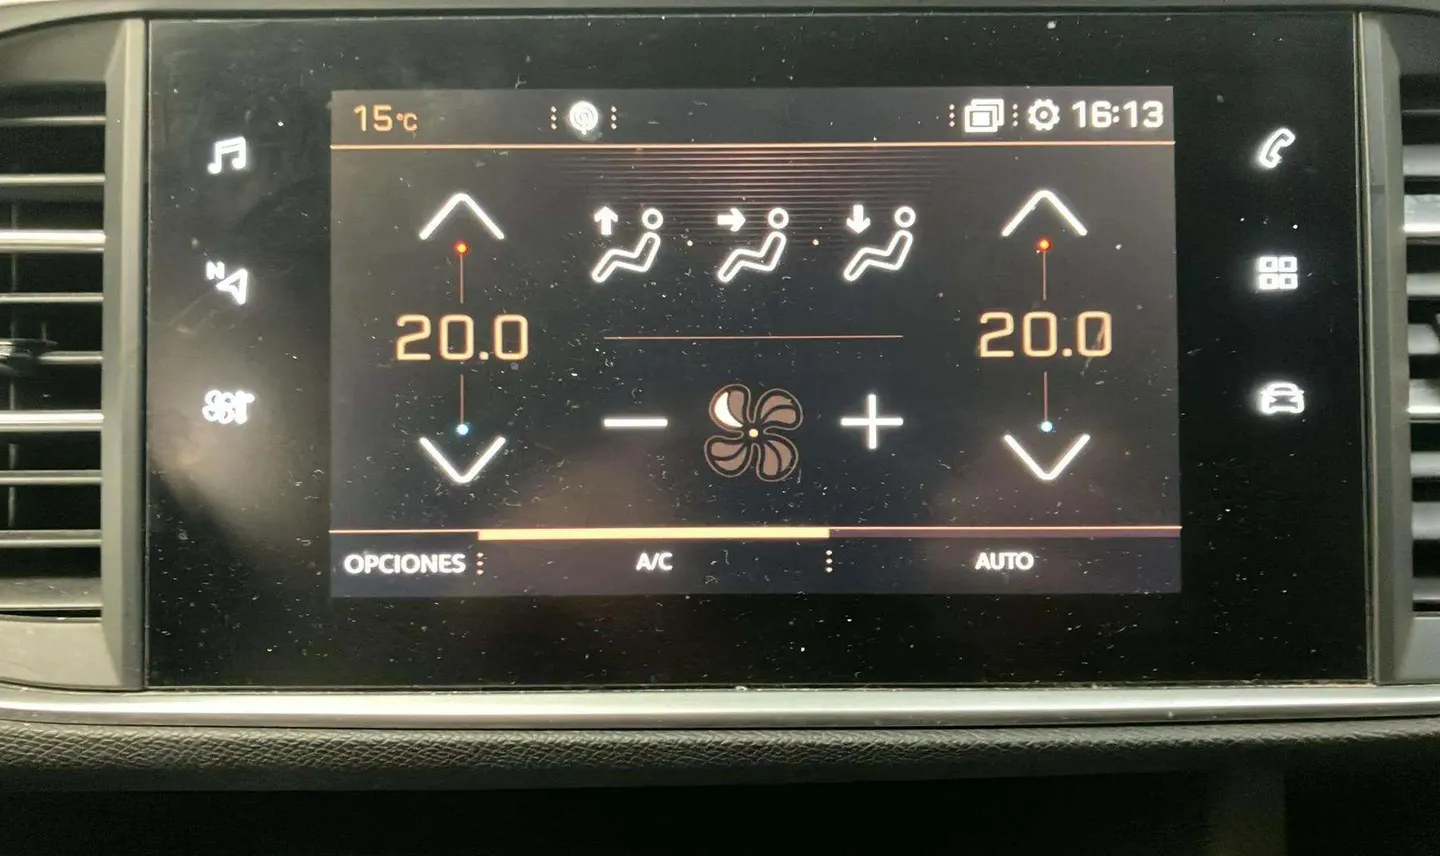 15°C 16:13
N
20.0 20.0
OPCIONES A/C AUTO